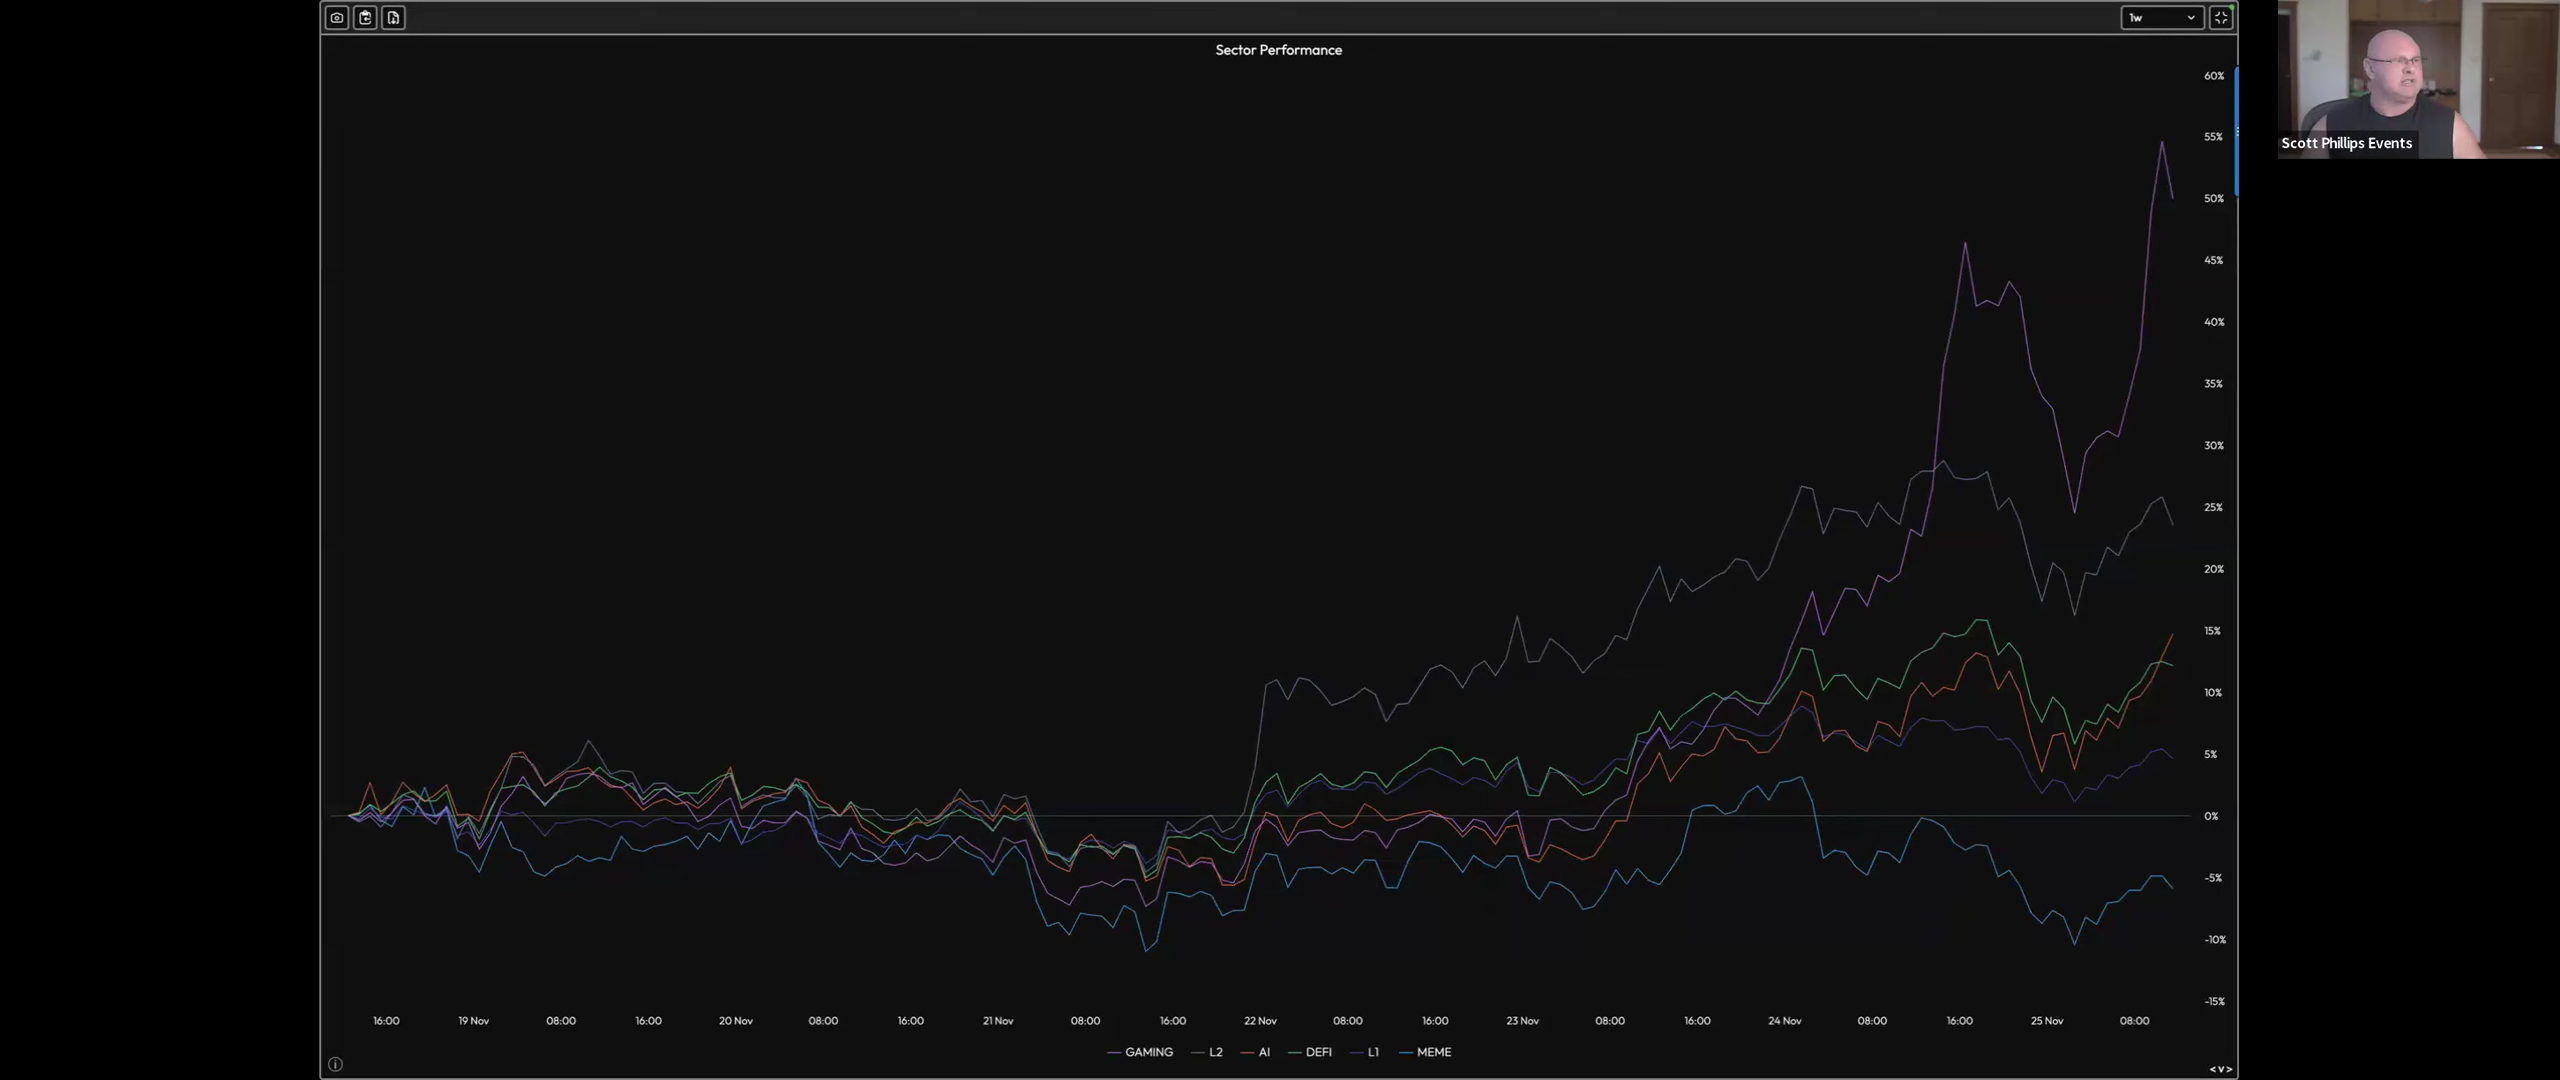 1w
Sector Performance
60%
55%
50%
45%
40%
35%
30%
25%
20%
15%
10%
5%
0%
-5%
-10%
-15%
16:00 19 Nov 08:00 16:00 20 Nov 08:00 16:00 21 Nov 08:00 16:00 22 Nov 08:00 16:00 23 Nov 08:00 16:00 24 Nov 08:00 16:00 25 Nov 08:00
GAMING L2 AI DEFI L1 MEME
<v>
Scott Phillips Events